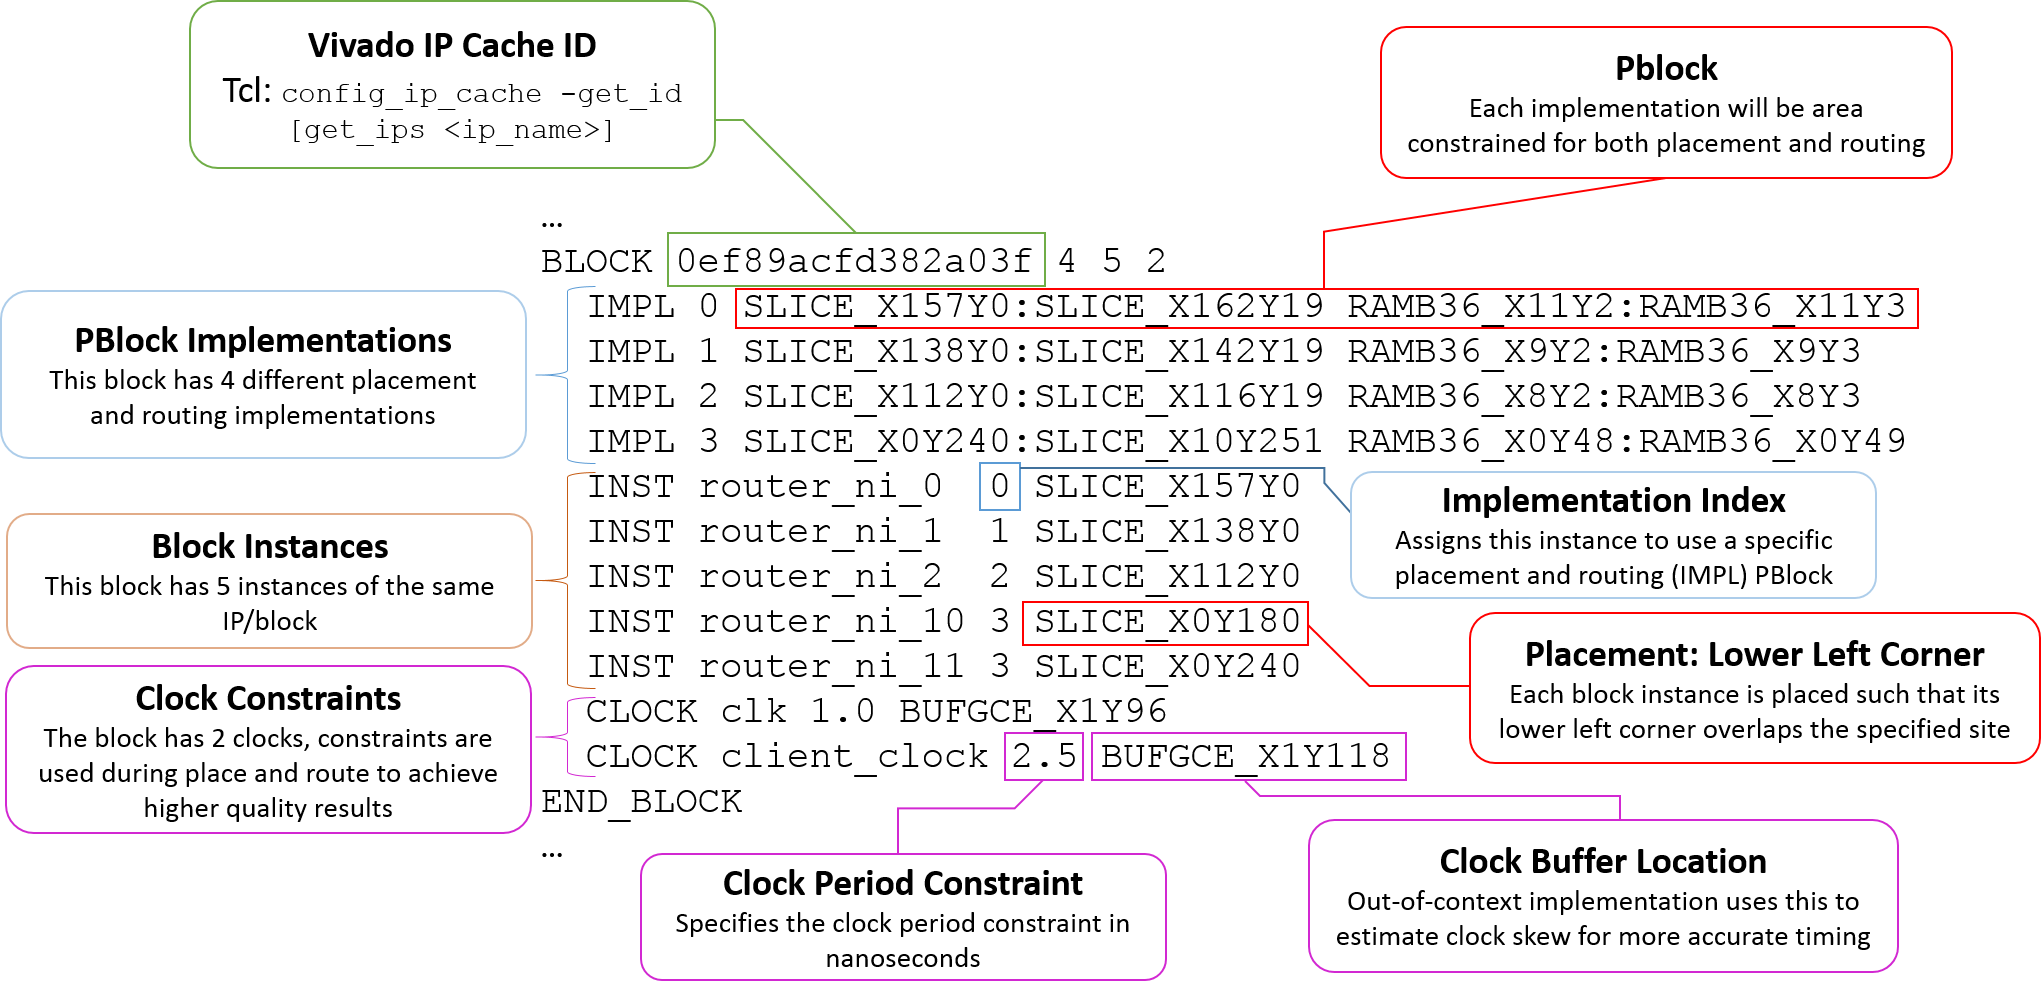 Vivado IP Cache ID
Tcl: config_ip_cache -get_id
[get_ips <ip_name>]
Pblock
Each implementation will be area
constrained for both placement and routing
...
BLOCK 0ef89acfd382a03f 4 5 2
IMPL 0 SLICE_X157Y0:SLICE_X162Y19 RAMB36_X11Y2:RAMB36_X11Y3
IMPL 1 SLICE_X138Y0:SLICE_X142Y19 RAMB36_X9Y2:RAMB36_X9Y3
IMPL 2 SLICE_X112Y0:SLICE_X116Y19 RAMB36_X8Y2:RAMB36_X8Y3
IMPL 3 SLICE_X0Y240:SLICE_X10Y251 RAMB36_X0Y48:RAMB36_X0Y49
INST router_ni_0 0 SLICE_X157Y0
INST router_ni_1 1 SLICE_X138Y0
INST router_ni_2 2 SLICE_X112Y0
INST router_ni_10 3 SLICE_X0Y180
INST router_ni_11 3 SLICE_X0Y240
CLOCK clk 1.0 BUFGCE_X1Y96
CLOCK client_clock 2.5 BUFGCE_X1Y118
END_BLOCK
...
PBlock Implementations
This block has 4 different placement
and routing implementations
Block Instances
This block has 5 instances of the same
IP/block
Clock Constraints
The block has 2 clocks, constraints are
used during place and route to achieve
higher quality results
Implementation Index
Assigns this instance to use a specific
placement and routing (IMPL) PBlock
Placement: Lower Left Corner
Each block instance is placed such that its
lower left corner overlaps the specified site
Clock Period Constraint
Specifies the clock period constraint in
nanoseconds
Clock Buffer Location
Out-of-context implementation uses this to
estimate clock skew for more accurate timing